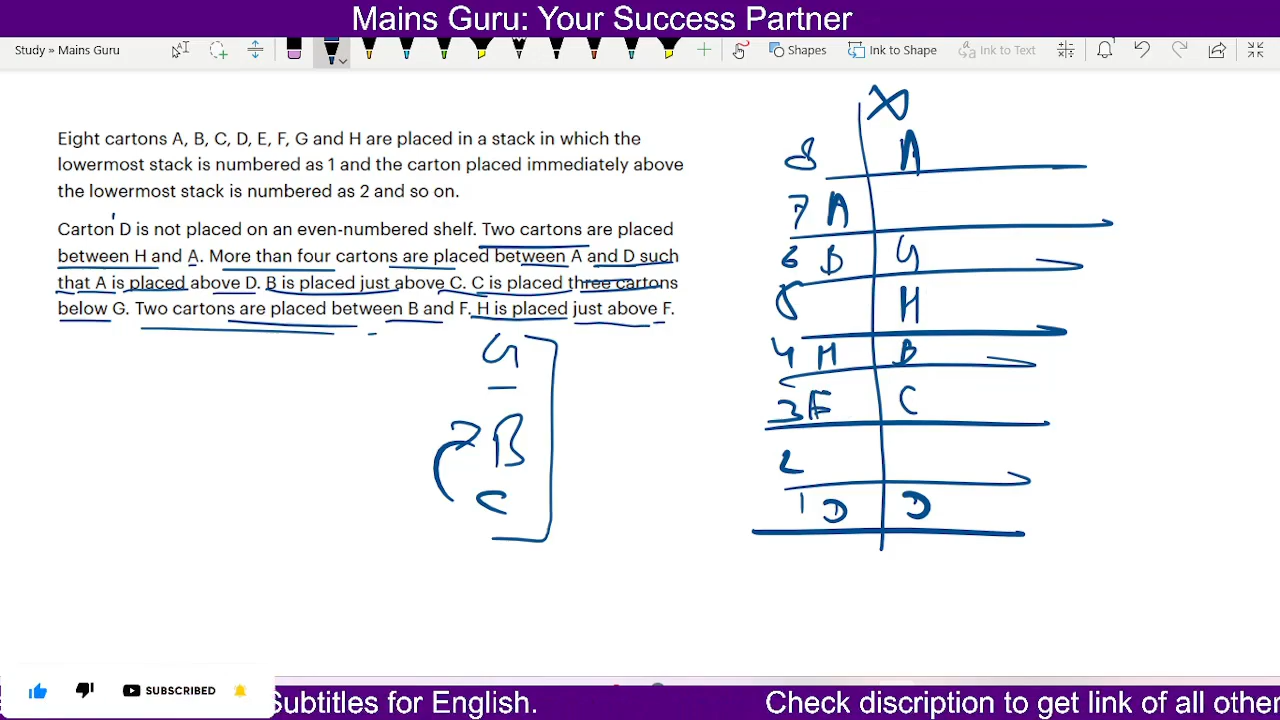 Mains Guru: Your Success Partner
Study » Mains Guru
Shapes
Ink to Shape
Ink to Text
Eight cartons A, B, C, D, E, F, G and H are placed in a stack in which the
lowermost stack is numbered as 1 and the carton placed immediately above
the lowermost stack is numbered as 2 and so on.
Carton D is not placed on an even-numbered shelf. Two cartons are placed
between H and A. More than four cartons are placed between A and D such
that A is placed above D. B is placed just above C. C is placed three cartons
below G. Two cartons are placed between B and F. H is placed just above F.
G
B
C
8 A
7 A
6 B G
5 H
4 H B
3 F C
2
1 D D
SUBSCRIBED
Subtitles for English.
Check discription to get link of all other